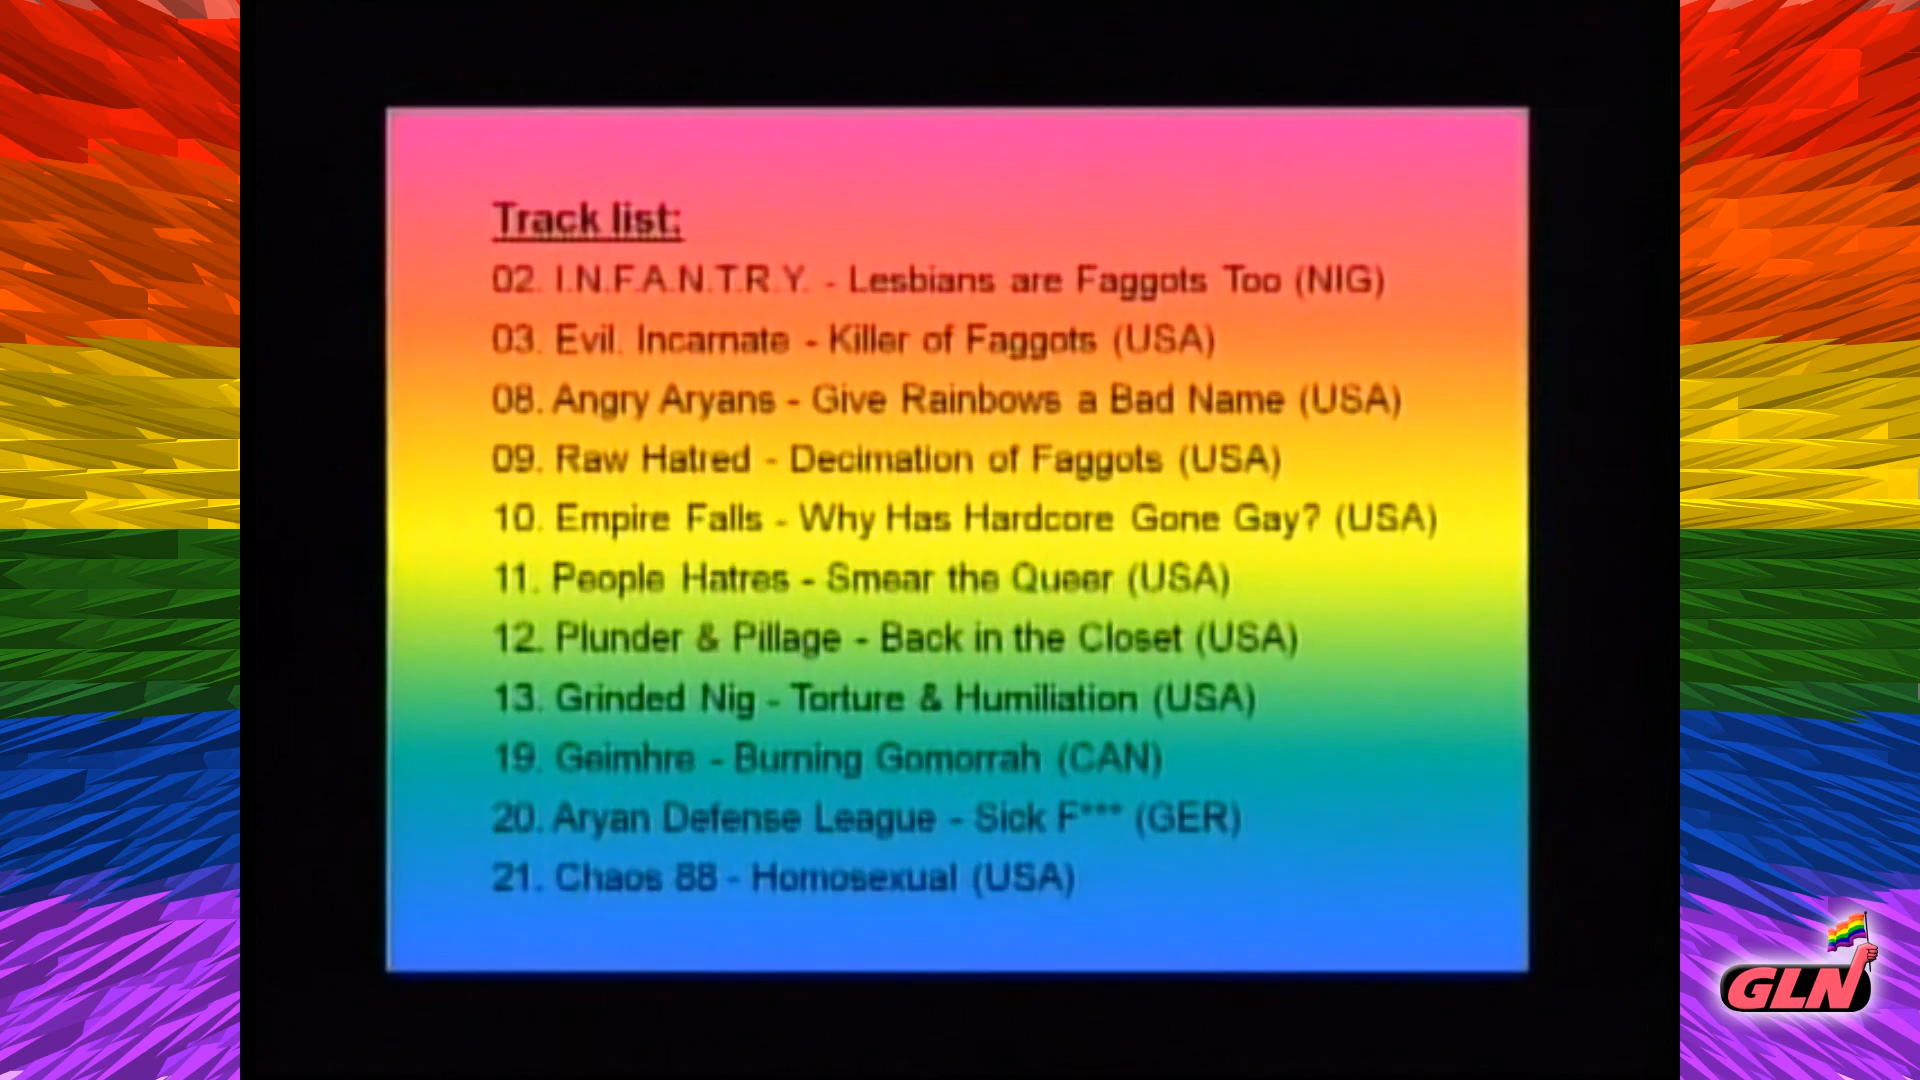 Track list:
02. I.N.F.A.N.T.R.Y. - Lesbians are Faggots Too (NIG)
03. Evil. Incarnate - Killer of Faggots (USA)
08. Angry Aryans - Give Rainbows a Bad Name (USA)
09. Raw Hatred - Decimation of Faggots (USA)
10. Empire Falls - Why Has Hardcore Gone Gay? (USA)
11. People Hatres - Smear the Queer (USA)
12. Plunder & Pillage - Back in the Closet (USA)
13. Grinded Nig - Torture & Humiliation (USA)
19. Geimhre - Burning Gomorrah (CAN)
20. Aryan Defense League - Sick F*** (GER)
21. Chaos 88 - Homosexual (USA)
GLN